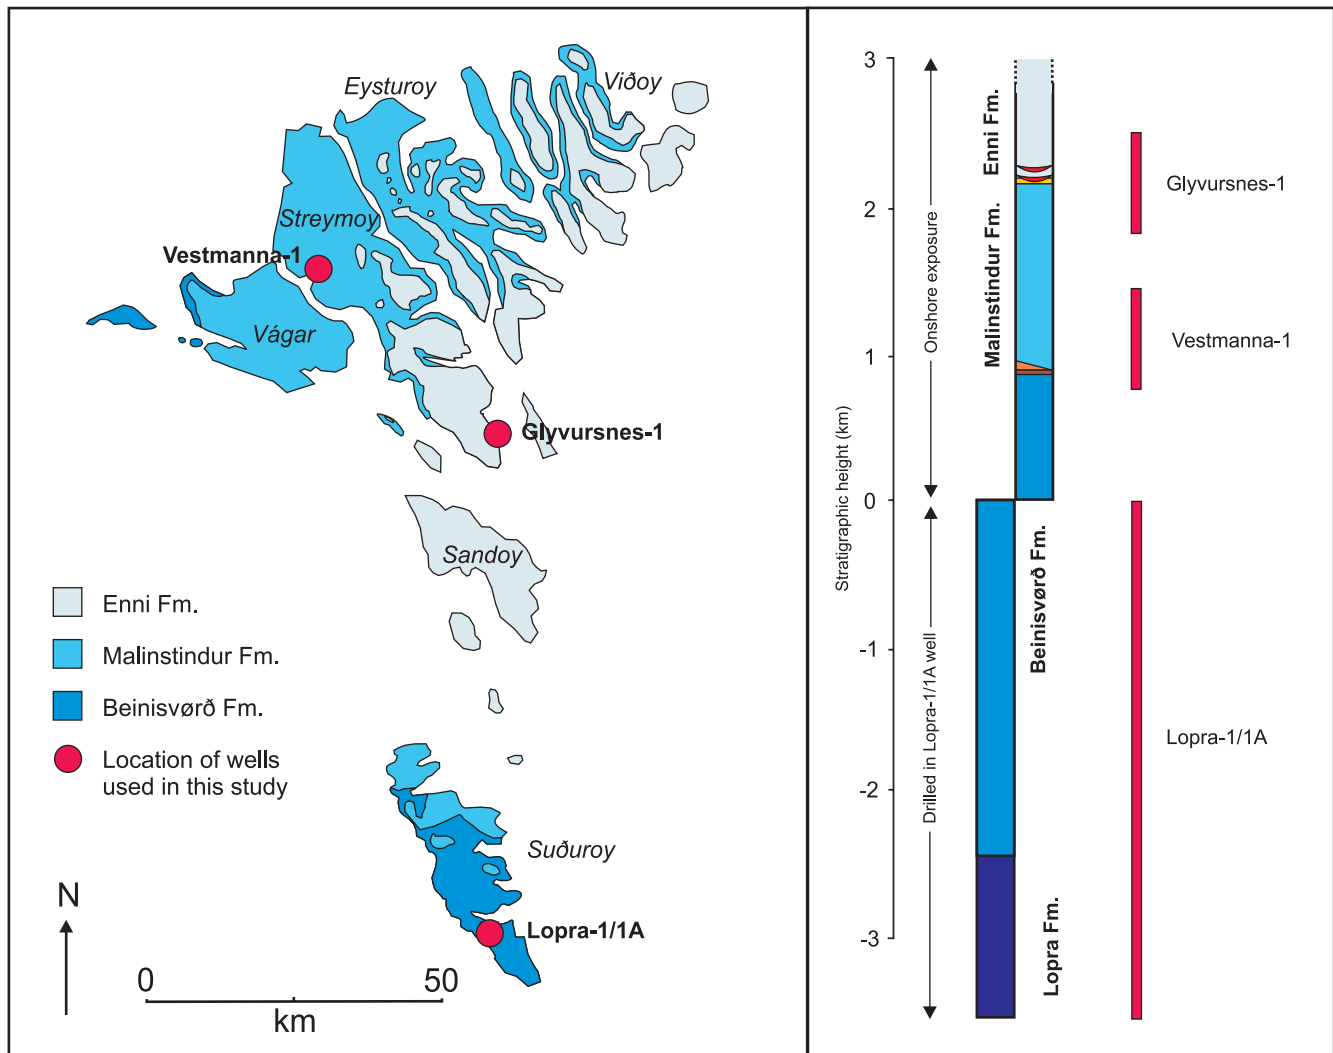 Eysturoy
Viðoy
Streymoy
Vestmanna-1
Vágar
Glyvursnes-1
Sandoy
Enni Fm.
Malinstindur Fm.
Beinisvørð Fm.
Location of wells
used in this study
Suðuroy
Lopra-1/1A
N
0
50
km
3
2
1
0
-1
-2
-3
Stratigraphic height (km)
Onshore exposure
Drilled in Lopra-1/1A well
Enni Fm.
Malinstindur Fm.
Beinisvørð Fm.
Lopra Fm.
Glyvursnes-1
Vestmanna-1
Lopra-1/1A